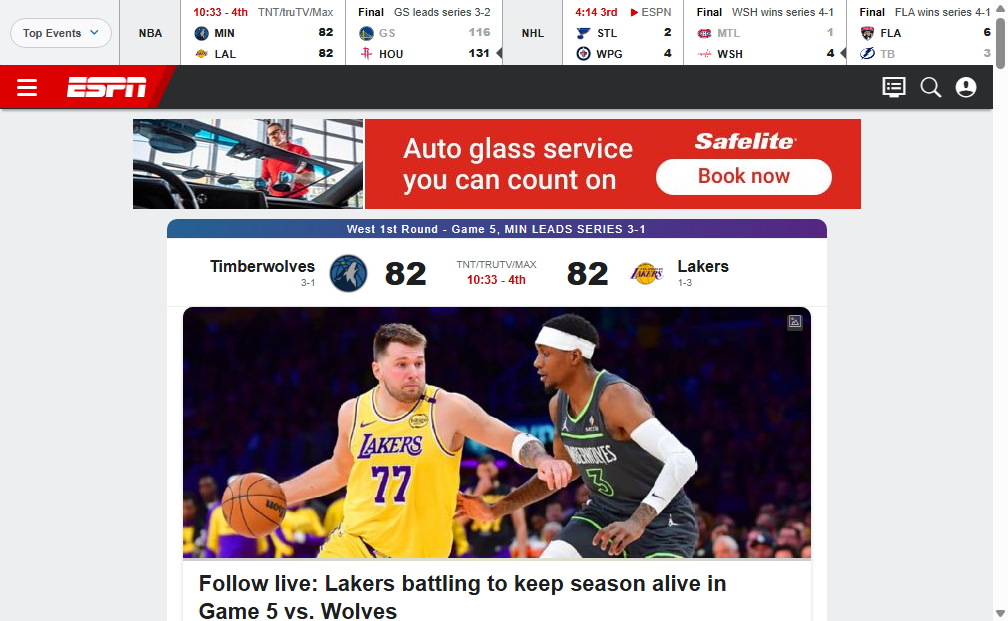 Top Events
NBA
10:33 - 4th TNT/truTV/Max
MIN 82
LAL 82
Final GS leads series 3-2
GS 116
HOU 131
NHL
4:14 3rd ESPN
STL 2
WPG 4
Final WSH wins series 4-1
MTL 1
WSH 4
Final FLA wins series 4-1
FLA 6
TB 3
ESPN
Auto glass service
you can count on
Safelite
Book now
West 1st Round - Game 5, MIN LEADS SERIES 3-1
Timberwolves
3-1
82
TNT/TRUTV/MAX
10:33 - 4th
82
Lakers
1-3
LAKERS
77
3
Follow live: Lakers battling to keep season alive in
Game 5 vs. Wolves